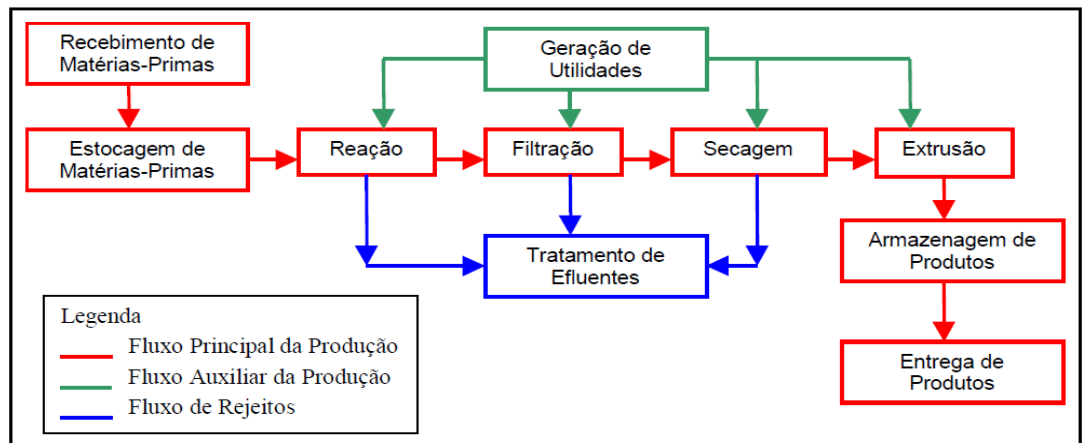 Recebimento de
Matérias-Primas
Geração de
Utilidades
Estocagem de
Matérias-Primas
Reação
Filtração
Secagem
Extrusão
Tratamento de
Efluentes
Armazenagem de
Produtos
Entrega de
Produtos
Legenda
Fluxo Principal da Produção
Fluxo Auxiliar da Produção
Fluxo de Rejeitos